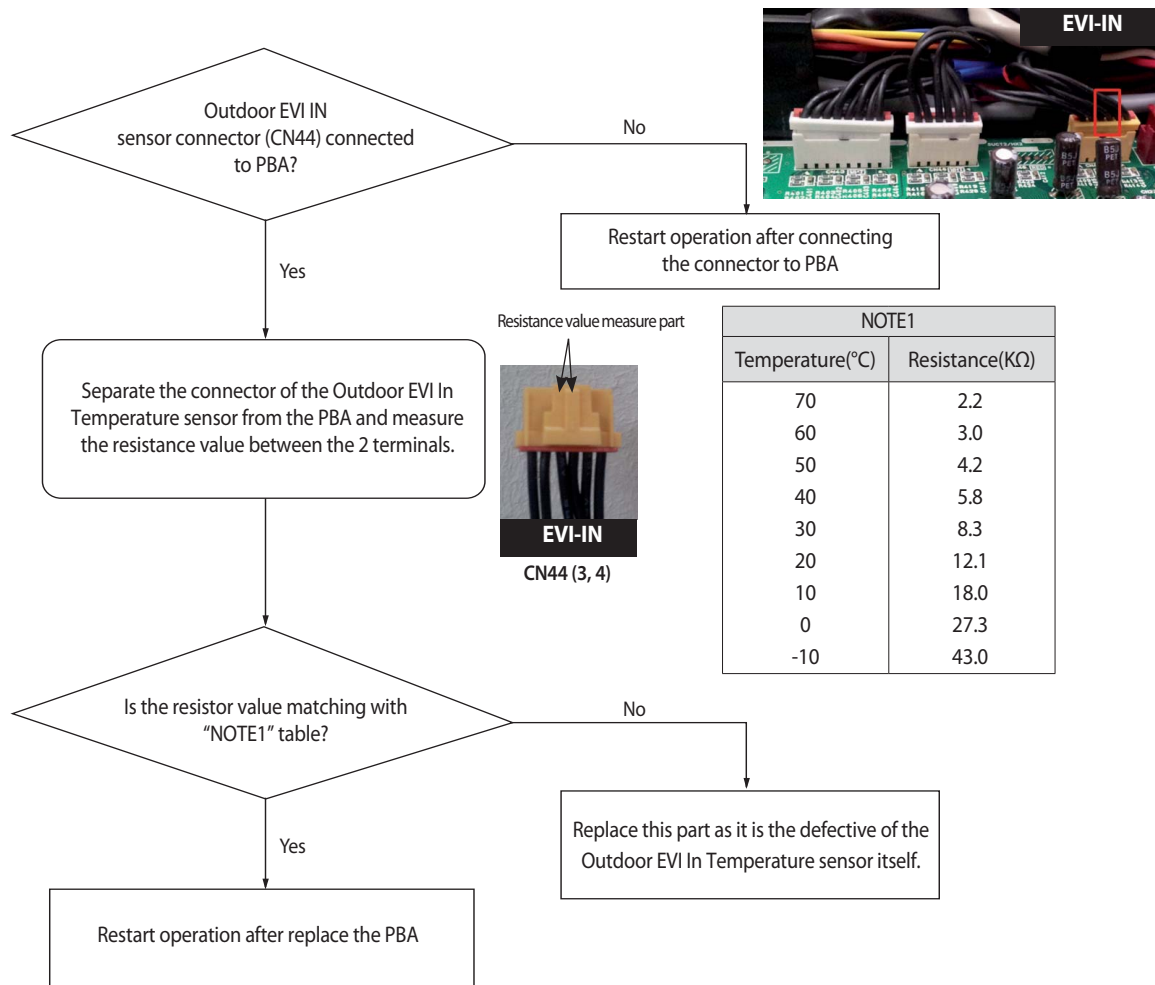 EVI-IN
Outdoor EVI IN
sensor connector (CN44) connected
to PBA?
No
Restart operation after connecting
the connector to PBA
Yes
Resistance value measure part
Separate the connector of the Outdoor EVI In
Temperature sensor from the PBA and measure
the resistance value between the 2 terminals.
EVI-IN
CN44 (3, 4)
NOTE1
Temperature(°C) Resistance(KΩ)
70 2.2
60 3.0
50 4.2
40 5.8
30 8.3
20 12.1
10 18.0
0 27.3
-10 43.0
Is the resistor value matching with
“NOTE1” table?
No
Replace this part as it is the defective of the
Outdoor EVI In Temperature sensor itself.
Yes
Restart operation after replace the PBA
B5J
PET
B5J
PET